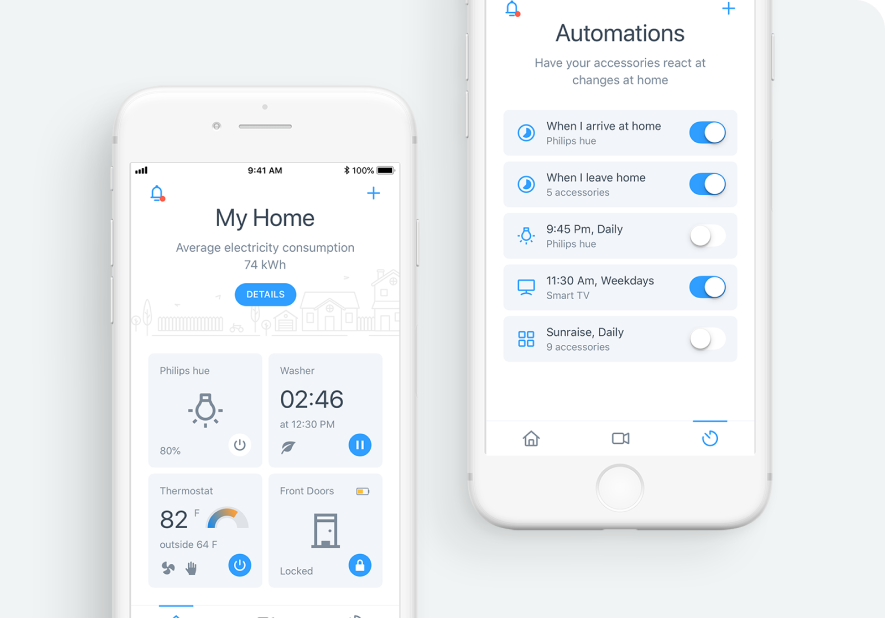 9:41 AM
100%
My Home
Average electricity consumption
74 kWh
DETAILS
Philips hue
80%
Washer
02:46
at 12:30 PM
Thermostat
82 F
outside 64 F
Front Doors
Locked
Automations
Have your accessories react at
changes at home
When I arrive at home
Philips hue
When I leave home
5 accessories
9:45 Pm, Daily
Philips hue
11:30 Am, Weekdays
Smart TV
Sunraise, Daily
9 accessories